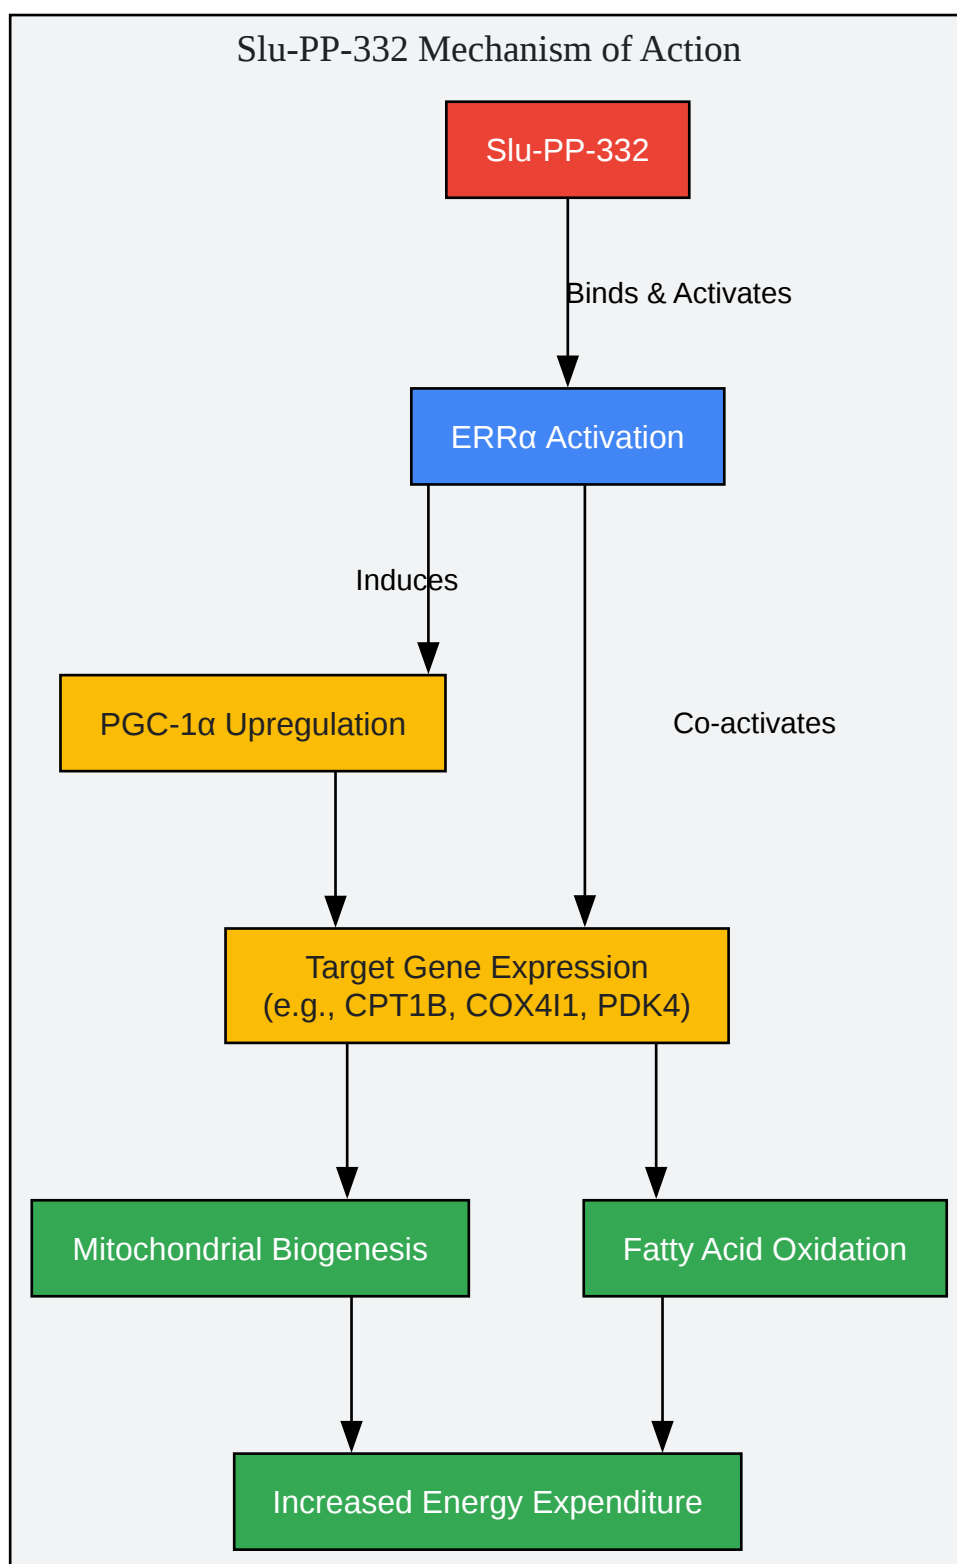 Slu-PP-332 Mechanism of Action
Slu-PP-332
Binds & Activates
ERRα Activation
Induces
PGC-1α Upregulation
Co-activates
Target Gene Expression
(e.g., CPT1B, COX4I1, PDK4)
Mitochondrial Biogenesis
Fatty Acid Oxidation
Increased Energy Expenditure